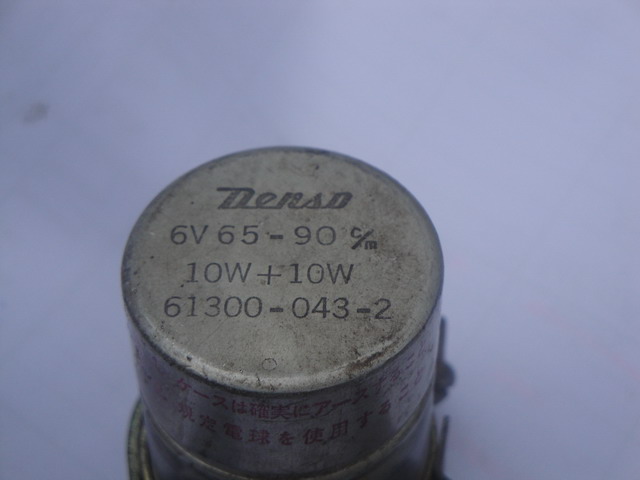 Denso
6V 65-90 c/m
10W+10W
61300-043-2
ケースは確実にアース
規定電球を使用する